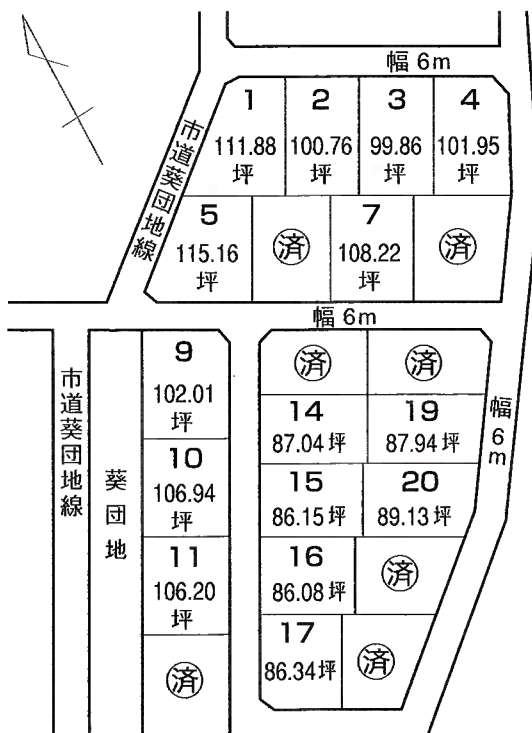 幅 6m
1
111.88
坪
2
100.76
坪
3
99.86
坪
4
101.95
坪
市道葵団地線
5
115.16
坪
済
7
108.22
坪
済
幅 6m
市道葵団地線
葵団地
9
102.01
坪
10
106.94
坪
11
106.20
坪
済
済
済
14
87.04坪
19
87.94坪
15
86.15坪
20
89.13坪
16
86.08坪
済
17
86.34坪
済
幅 6m